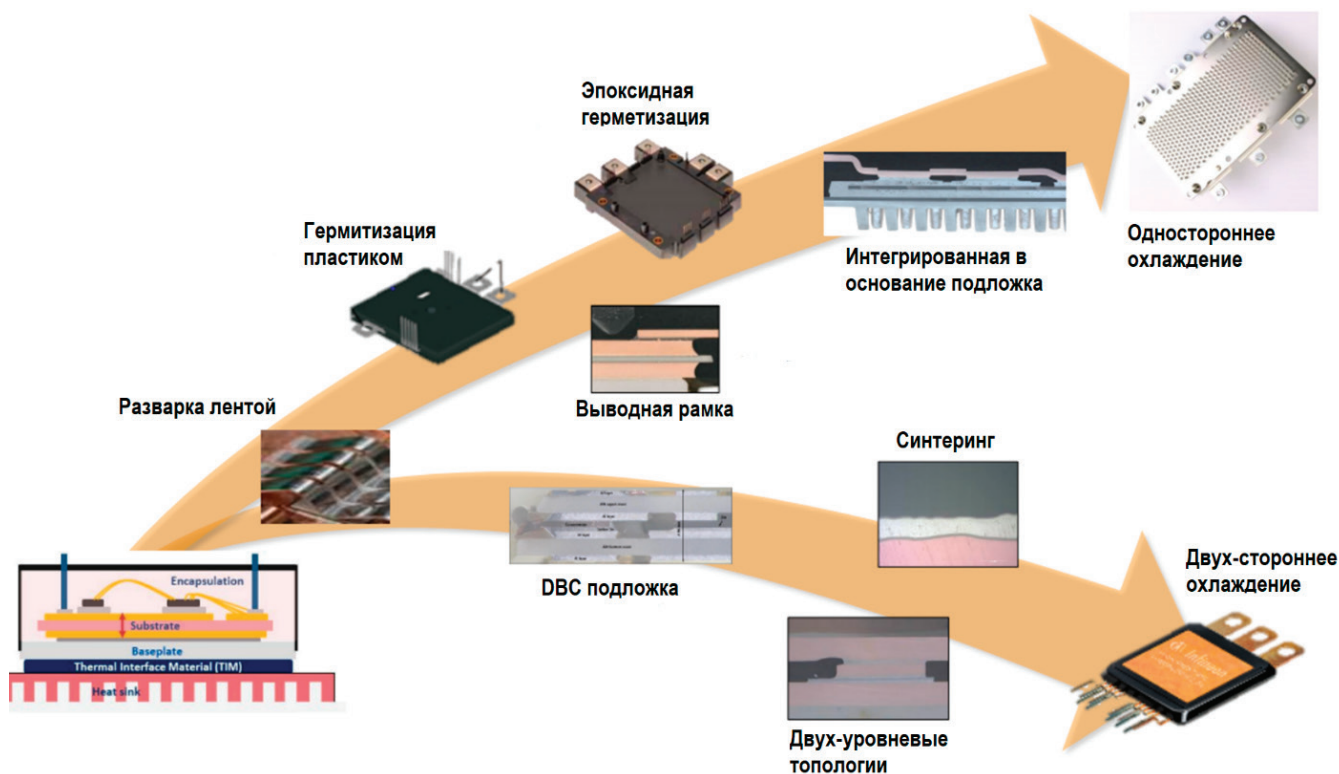 Эпоксидная
герметизация
Гермитизация
пластиком
Интегрированная в
основание подложка
Одностороннее
охлаждение
Разварка лентой
Выводная рамка
Синтеринг
DBC подложка
Двух-стороннее
охлаждение
Encapsulation
Substrate
Baseplate
Thermal Interface Material (TIM)
Heat sink
Двух-уровневые
топологии
Infineon